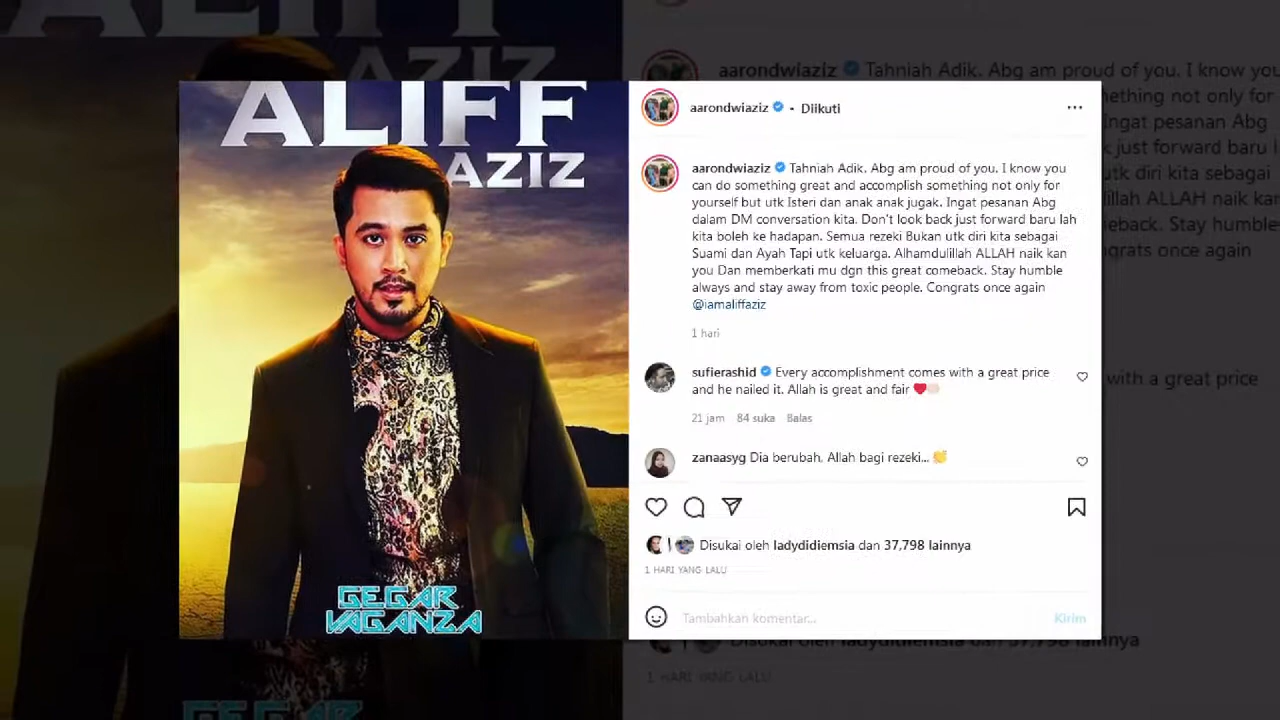 ALIFF
AZIZ
GEGAR
VAGANZA
aarondwiaziz • Diikuti
aarondwiaziz Tahniah Adik. Abg am proud of you. I know you
can do something great and accomplish something not only for
yourself but utk Isteri dan anak anak jugak. Ingat pesanan Abg
dalam DM conversation kita. Don't look back just forward baru lah
kita boleh ke hadapan. Semua rezeki Bukan utk diri kita sebagai
Suami dan Ayah Tapi utk keluarga. Alhamdulillah ALLAH naik kan
you Dan memberkati mu dgn this great comeback. Stay humble
always and stay away from toxic people. Congrats once again
@iamaliffaziz
1 hari
sufierashid Every accomplishment comes with a great price
and he nailed it. Allah is great and fair ❤️🤲🏻
21 jam 84 suka Balas
zanaasyg Dia berubah, Allah bagi rezeki... 👏
Disukai oleh ladydidiemsia dan 37,798 lainnya
1 HARI YANG LALU
Tambahkan komentar... Kirim